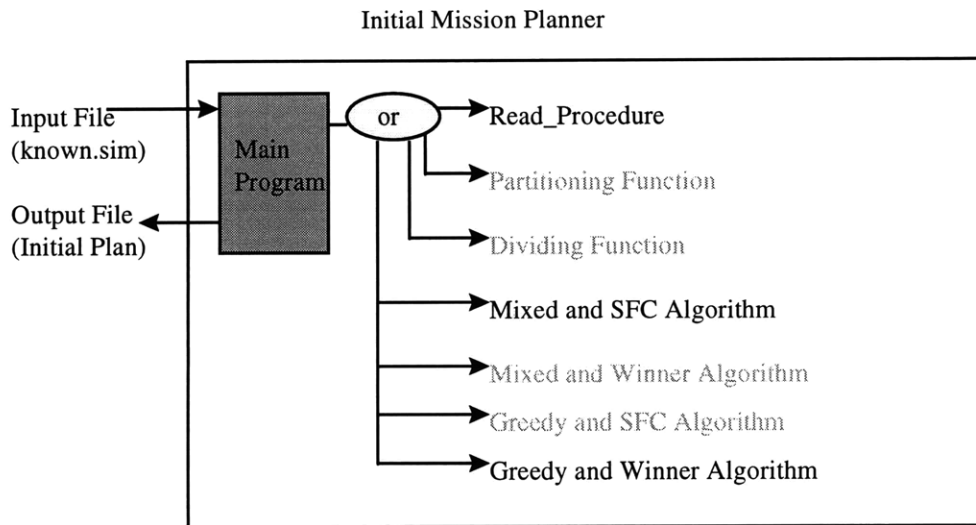 Initial Mission Planner
Input File
(known.sim)
Output File
(Initial Plan)
Main
Program
or
Read_Procedure
Partitioning Function
Dividing Function
Mixed and SFC Algorithm
Mixed and Winner Algorithm
Greedy and SFC Algorithm
Greedy and Winner Algorithm